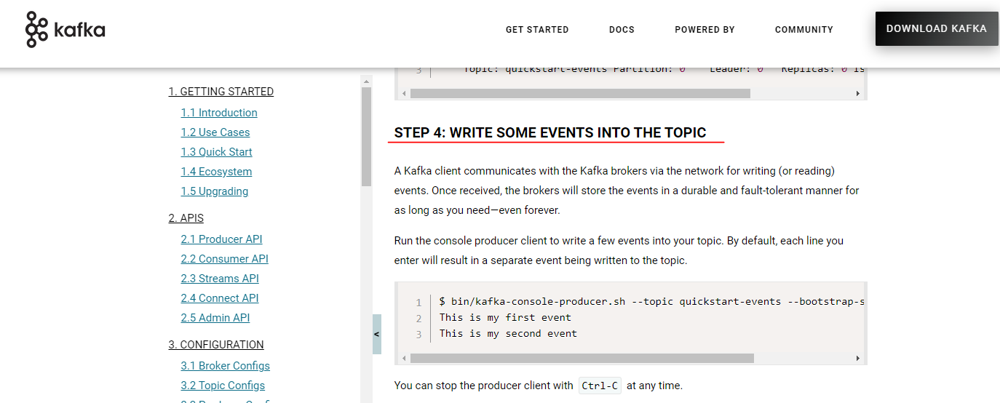 kafka
GET STARTED
DOCS
POWERED BY
COMMUNITY
DOWNLOAD KAFKA
1. GETTING STARTED
1.1 Introduction
1.2 Use Cases
1.3 Quick Start
1.4 Ecosystem
1.5 Upgrading
2. APIS
2.1 Producer API
2.2 Consumer API
2.3 Streams API
2.4 Connect API
2.5 Admin API
3. CONFIGURATION
3.1 Broker Configs
3.2 Topic Configs
<
3 Topic: quickstart-events Partition: 0 Leader: 0 Replicas: 0 Is
STEP 4: WRITE SOME EVENTS INTO THE TOPIC
A Kafka client communicates with the Kafka brokers via the network for writing (or reading)
events. Once received, the brokers will store the events in a durable and fault-tolerant manner for
as long as you need—even forever.
Run the console producer client to write a few events into your topic. By default, each line you
enter will result in a separate event being written to the topic.
1 $ bin/kafka-console-producer.sh --topic quickstart-events --bootstrap-s
2 This is my first event
3 This is my second event
You can stop the producer client with Ctrl-C at any time.